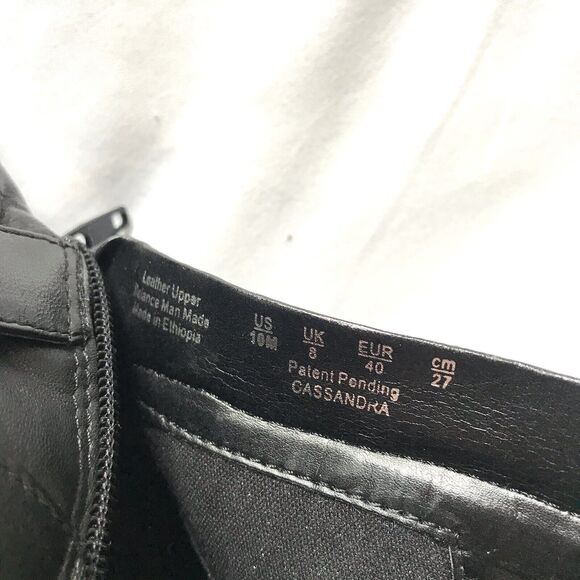 Leather Upper
Balance Man Made
Made in Ethiopia
US
10M
UK
8
EUR
40
cm
27
Patent Pending
CASSANDRA